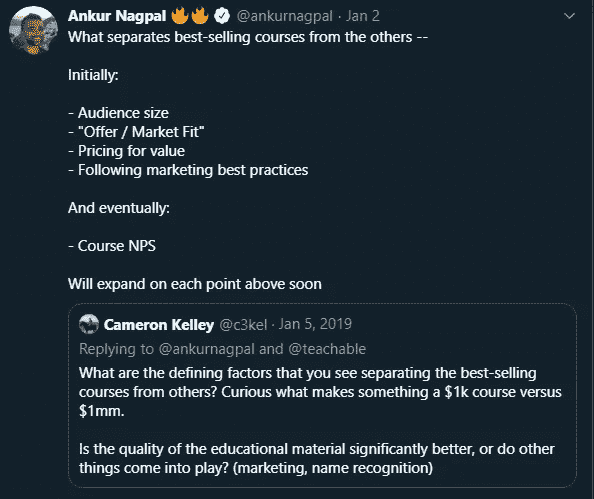 Ankur Nagpal 🔥🔥 @ankurnagpal · Jan 2
What separates best-selling courses from the others --
Initially:
- Audience size
- "Offer / Market Fit"
- Pricing for value
- Following marketing best practices
And eventually:
- Course NPS
Will expand on each point above soon
Cameron Kelley @c3kel · Jan 5, 2019
Replying to @ankurnagpal and @teachable
What are the defining factors that you see separating the best-selling
courses from others? Curious what makes something a $1k course versus
$1mm.
Is the quality of the educational material significantly better, or do other
things come into play? (marketing, name recognition)